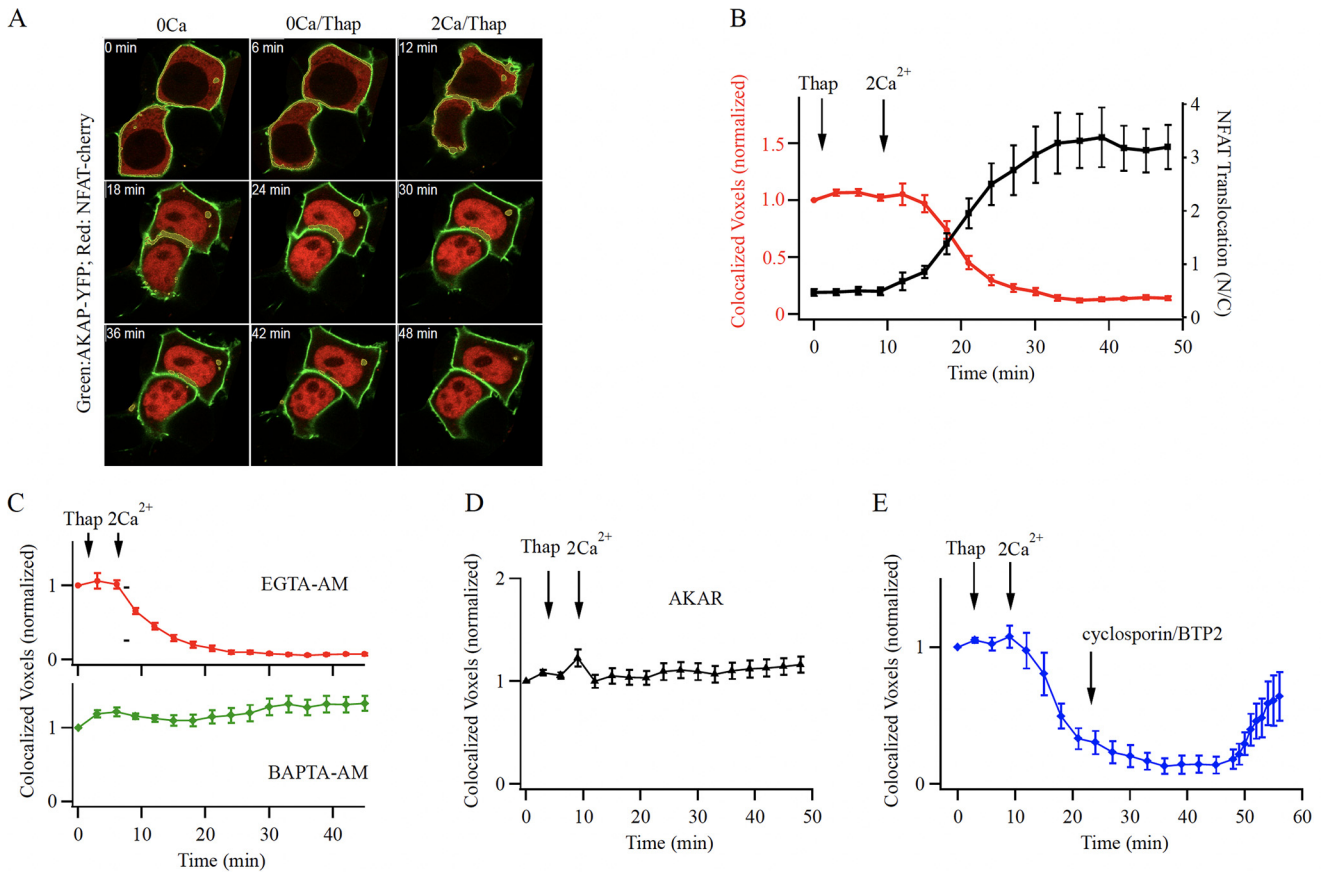 A
0Ca
0Ca/Thap
2Ca/Thap
Green:AKAP-YFP; Red: NFAT-cherry
0 min
6 min
12 min
18 min
24 min
30 min
36 min
42 min
48 min
B
Thap
2Ca2+
Colocalized Voxels (normalized)
1.5
1.0
0.5
0
4
3
2
1
0
NFAT Translocation (N/C)
0
10
20
30
40
50
Time (min)
C
Thap 2Ca2+
Colocalized Voxels (normalized)
1
0
EGTA-AM
1
0
BAPTA-AM
0
10
20
30
40
Time (min)
D
Thap
2Ca2+
AKAR
Colocalized Voxels (normalized)
2
1
0
0
10
20
30
40
50
Time (min)
E
Thap
2Ca2+
cyclosporin/BTP2
Colocalized Voxels (notmalized)
1
0
0
10
20
30
40
50
60
Time (min)